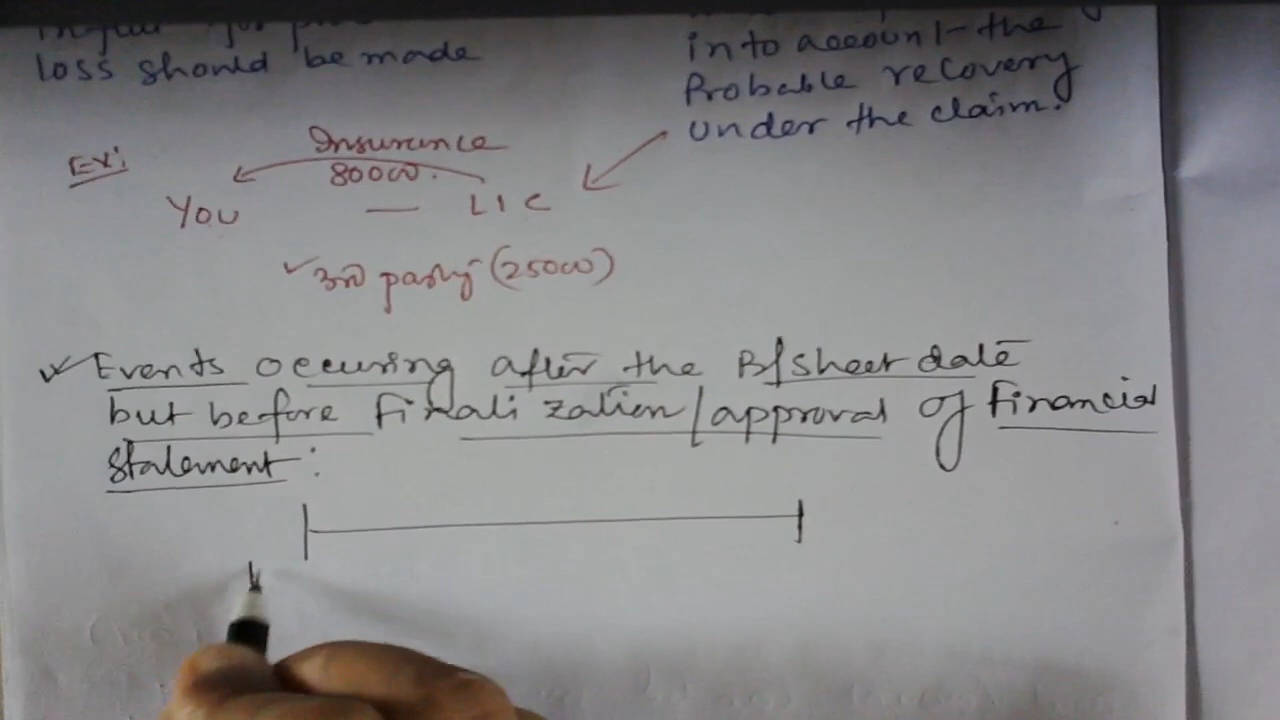 loss should be made
into account the
Probable recovery
under the claim.
Ex:
Insurance
80000.
YOU — LIC
✓3rd party (25000)
Events occuring after the B/Sheet date
but before Finalization/approval of Financial
Statement: